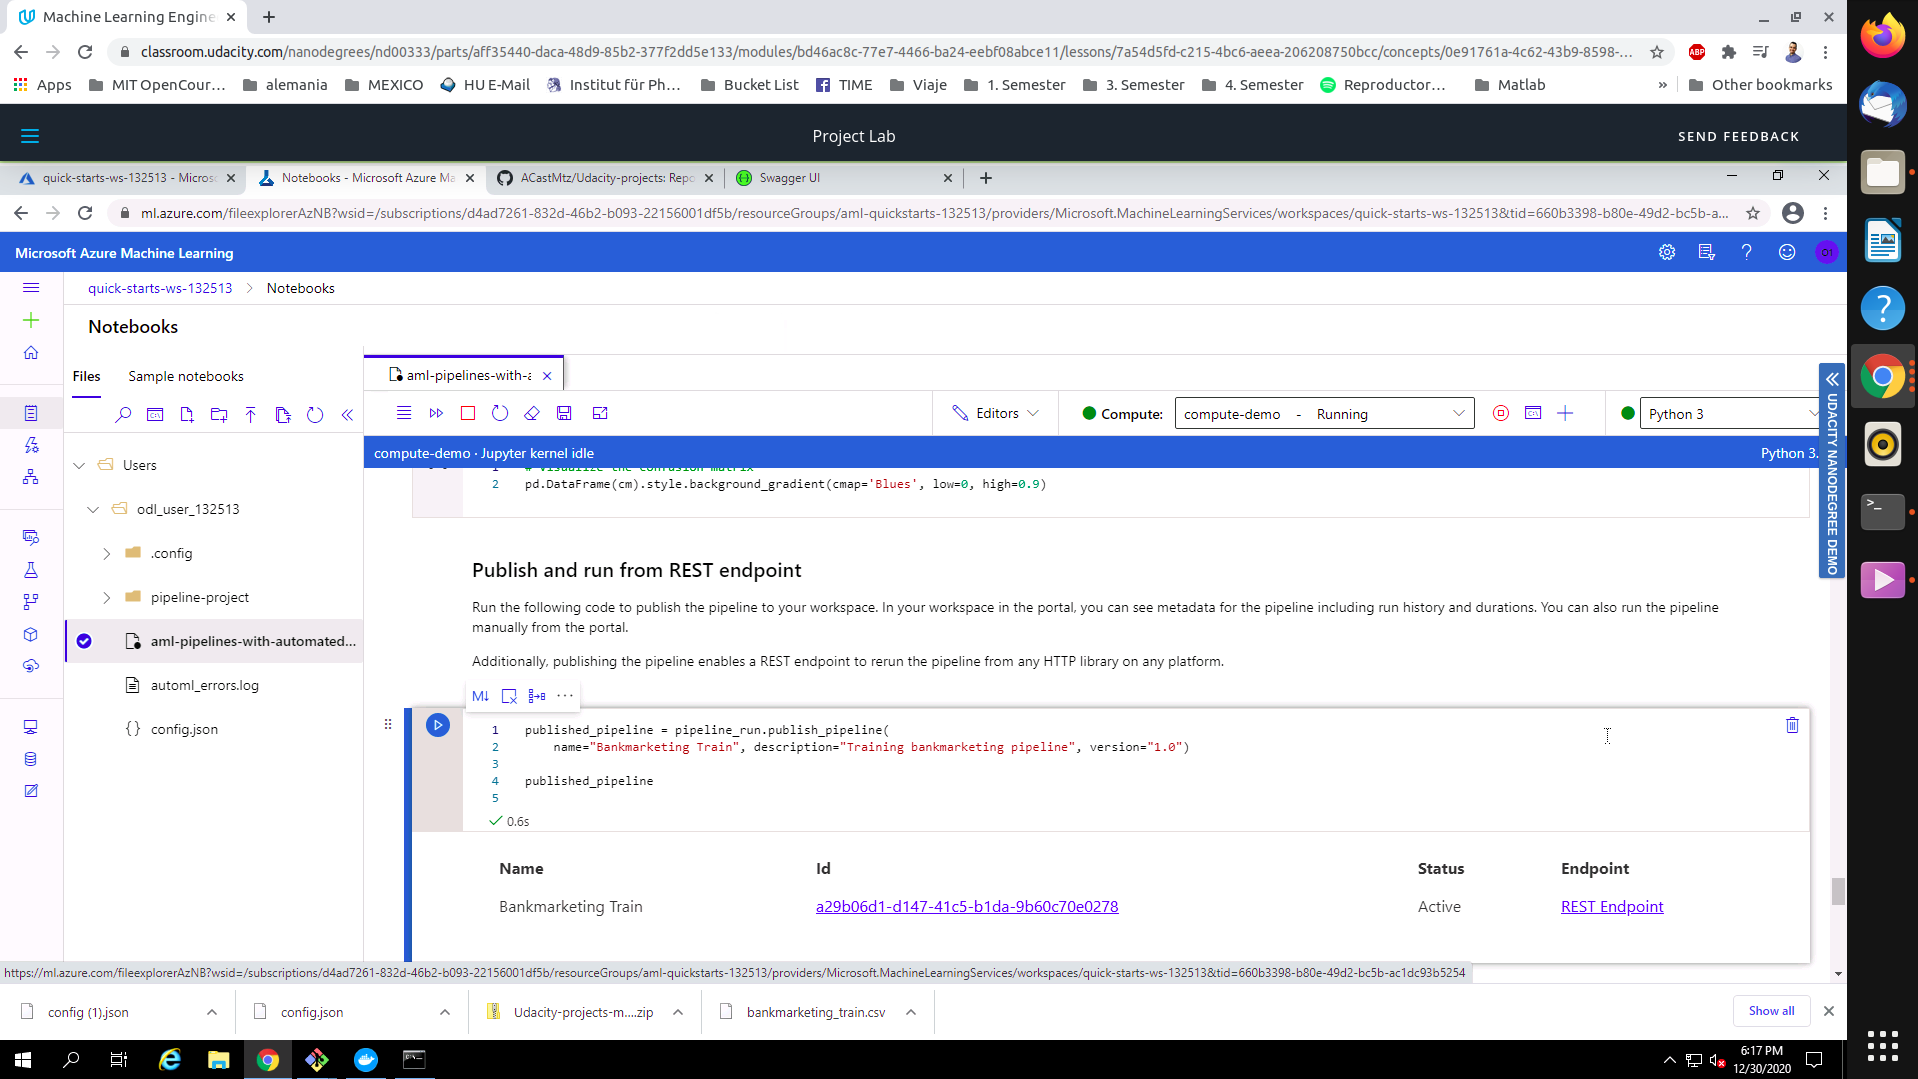 Machine Learning Engine
classroom.udacity.com/nanodegrees/nd00333/parts/aff35440-daca-48d9-85b2-377f2dd5e133/modules/bd46ac8c-77e7-4466-ba24-eebf08abce11/lessons/7a54d5fd-c215-4bc6-aeea-206208750bcc/concepts/0e91761a-4c62-43b9-8598-...
ABP
Apps MIT OpenCour... alemania MEXICO HU E-Mail Institut für Ph... Bucket List TIME Viaje 1. Semester 3. Semester 4. Semester Reproductor... Matlab » Other bookmarks
Project Lab
SEND FEEDBACK
quick-starts-ws-132513 - Micros Notebooks - Microsoft Azure Ma ACastMtz/Udacity-projects: Repo Swagger UI
ml.azure.com/fileexplorerAzNB?wsid=/subscriptions/d4ad7261-832d-46b2-b093-22156001df5b/resourceGroups/aml-quickstarts-132513/providers/Microsoft.MachineLearningServices/workspaces/quick-starts-ws-132513&tid=660b3398-b80e-49d2-bc5b-a...
Microsoft Azure Machine Learning
O1
quick-starts-ws-132513 > Notebooks
Notebooks
Files Sample notebooks
aml-pipelines-with-a
Editors
Compute: compute-demo - Running
Python 3
compute-demo · Jupyter kernel idle
Python 3.
UDACITY NANODEGREE DEMO
Users
odl_user_132513
.config
pipeline-project
aml-pipelines-with-automated...
automl_errors.log
{} config.json
1 # Visualize the confusion matrix
2 pd.DataFrame(cm).style.background_gradient(cmap='Blues', low=0, high=0.9)
Publish and run from REST endpoint
Run the following code to publish the pipeline to your workspace. In your workspace in the portal, you can see metadata for the pipeline including run history and durations. You can also run the pipeline
manually from the portal.
Additionally, publishing the pipeline enables a REST endpoint to rerun the pipeline from any HTTP library on any platform.
M↓ ...
1 published_pipeline = pipeline_run.publish_pipeline(
2 name="Bankmarketing Train", description="Training bankmarketing pipeline", version="1.0")
3
4 published_pipeline
5
0.6s
Name Id Status Endpoint
Bankmarketing Train a29b06d1-d147-41c5-b1da-9b60c70e0278 Active REST Endpoint
https://ml.azure.com/fileexplorerAzNB?wsid=/subscriptions/d4ad7261-832d-46b2-b093-22156001df5b/resourceGroups/aml-quickstarts-132513/providers/Microsoft.MachineLearningServices/workspaces/quick-starts-ws-132513&tid=660b3398-b80e-49d2-bc5b-ac1dc93b5254
config (1).json config.json Udacity-projects-m....zip bankmarketing_train.csv Show all
6:17 PM
12/30/2020